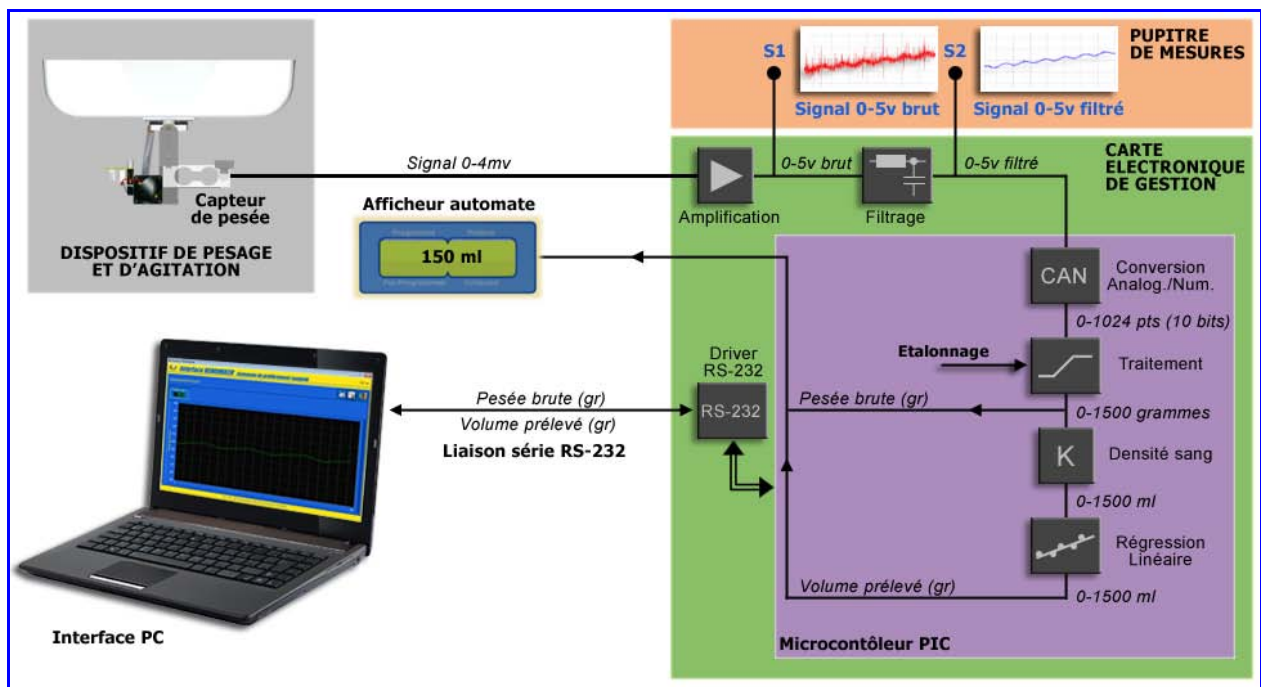 PUPITRE
DE MESURES
S1
S2
Signal 0-5v brut
Signal 0-5v filtré
CARTE
ELECTRONIQUE
DE GESTION
Signal 0-4mv
0-5v brut
0-5v filtré
Amplification
Filtrage
Capteur
de pesée
DISPOSITIF DE PESAGE
ET D'AGITATION
Afficheur automate
150 ml
CAN
Conversion
Analog./Num.
0-1024 pts (10 bits)
Etalonnage
Traitement
Driver
RS-232
RS-232
Pesée brute (gr)
Volume prélevé (gr)
Liaison série RS-232
Pesée brute (gr)
0-1500 grammes
K
Densité sang
0-1500 ml
Régression
Linéaire
Volume prélevé (gr)
0-1500 ml
Interface PC
Microcontôleur PIC